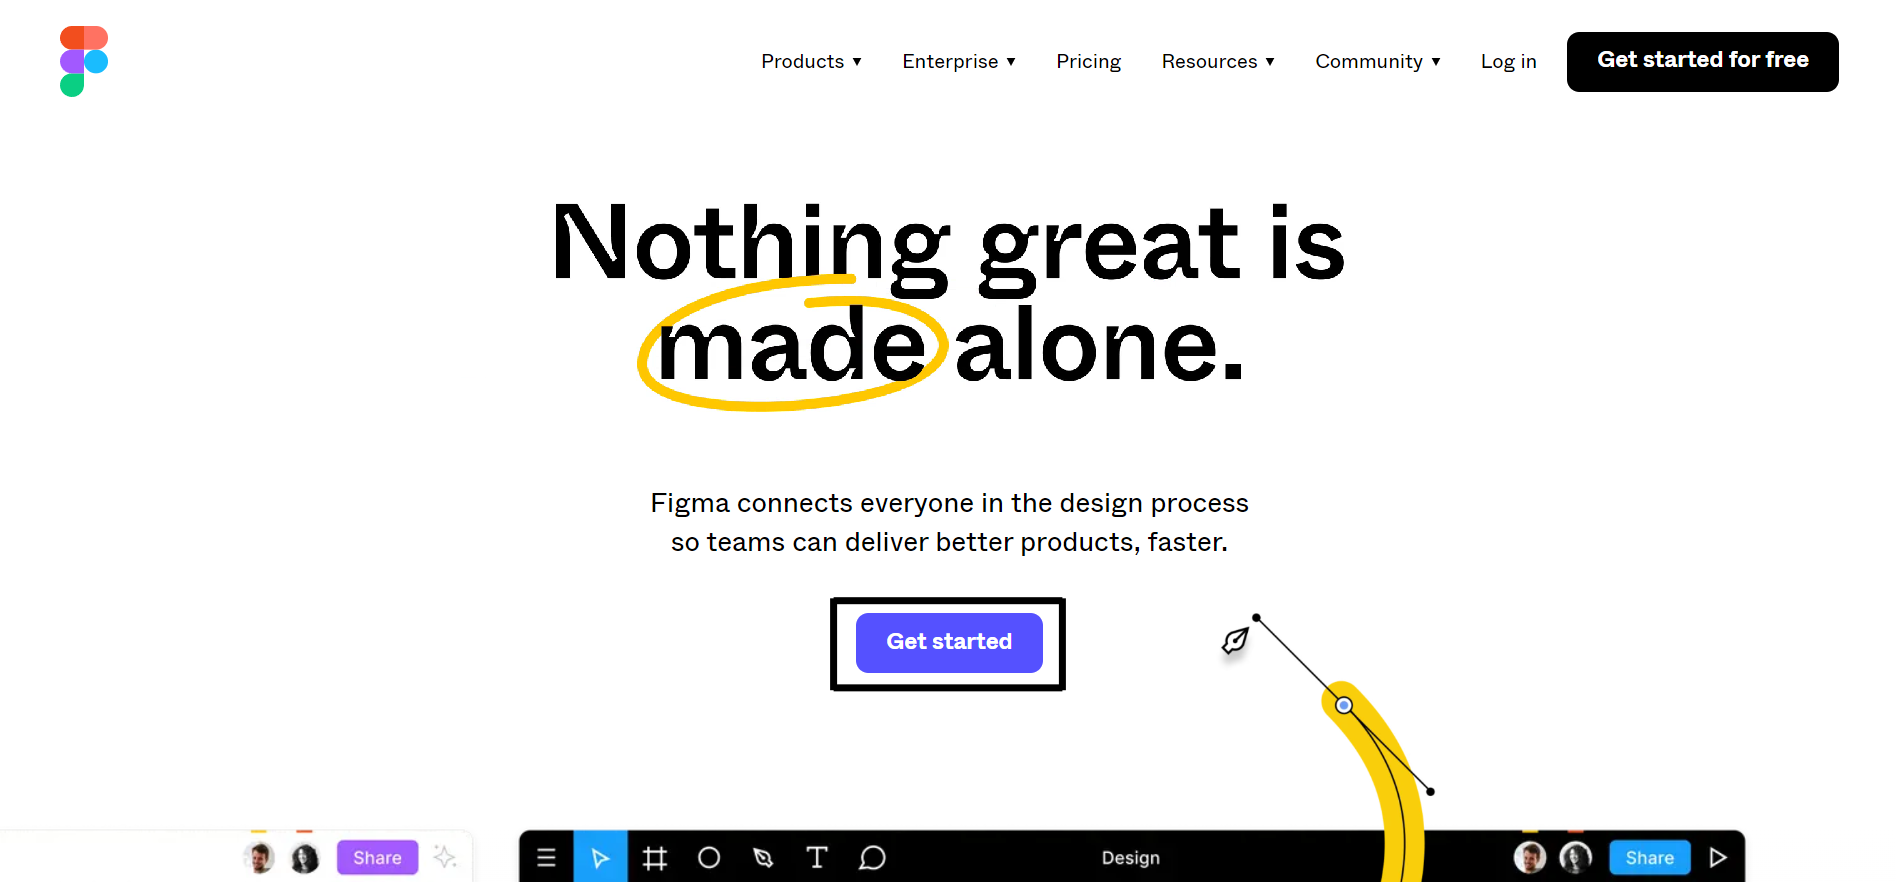 Products ▼ Enterprise ▼ Pricing Resources ▼ Community ▼ Log in Get started for free
Nothing great is
made alone.
Figma connects everyone in the design process
so teams can deliver better products, faster.
Get started
Share
Design
Share